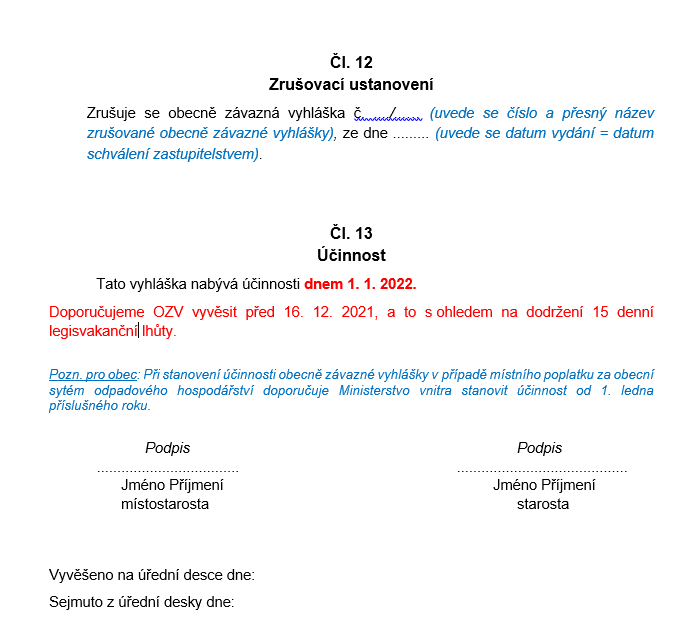 Čl. 12
Zrušovací ustanovení
Zrušuje se obecně závazná vyhláška č...../...... (uvede se číslo a přesný název
zrušované obecně závazné vyhlášky), ze dne ......... (uvede se datum vydání = datum
schválení zastupitelstvem).
Čl. 13
Účinnost
Tato vyhláška nabývá účinnosti dnem 1. 1. 2022.
Doporučujeme OZV vyvěsit před 16. 12. 2021, a to s ohledem na dodržení 15 denní
legisvakanční lhůty.
Pozn. pro obec: Při stanovení účinnosti obecně závazné vyhlášky v případě místního poplatku za obecní
sytém odpadového hospodářství doporučuje Ministerstvo vnitra stanovit účinnost od 1. ledna
příslušného roku.
Podpis Podpis
................................... ..........................................
Jméno Příjmení Jméno Příjmení
místostarosta starosta
Vyvěšeno na úřední desce dne:
Sejmuto z úřední desky dne: